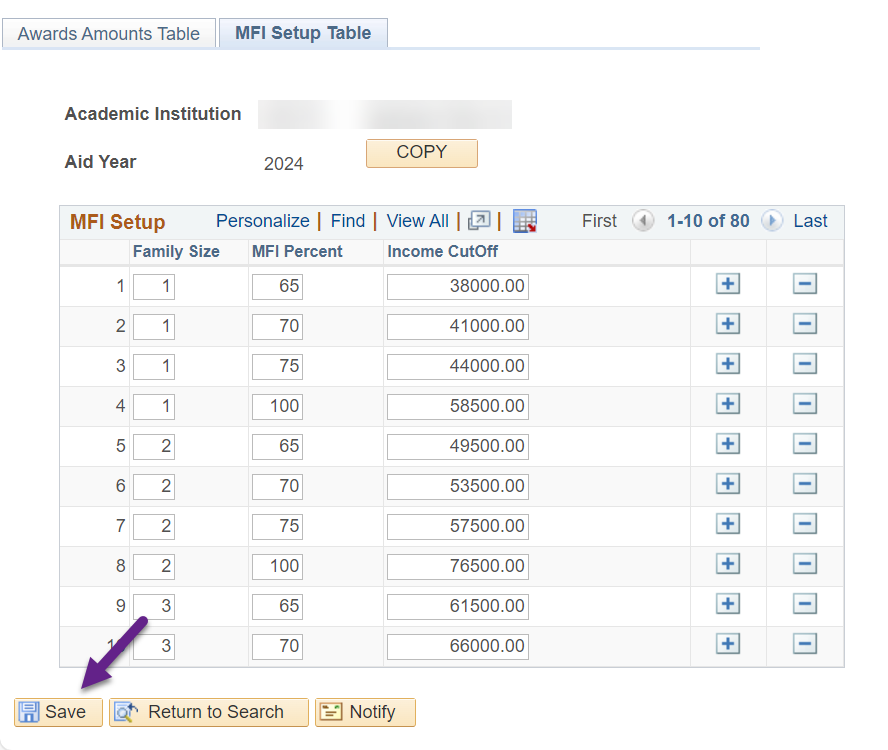 Awards Amounts Table MFI Setup Table
Academic Institution
Aid Year 2024 COPY
MFI Setup Personalize | Find | View All | | First 1-10 of 80 Last
Family Size MFI Percent Income CutOff
1 1 65 38000.00
2 1 70 41000.00
3 1 75 44000.00
4 1 100 58500.00
5 2 65 49500.00
6 2 70 53500.00
7 2 75 57500.00
8 2 100 76500.00
9 3 65 61500.00
3 70 66000.00
Save Return to Search Notify